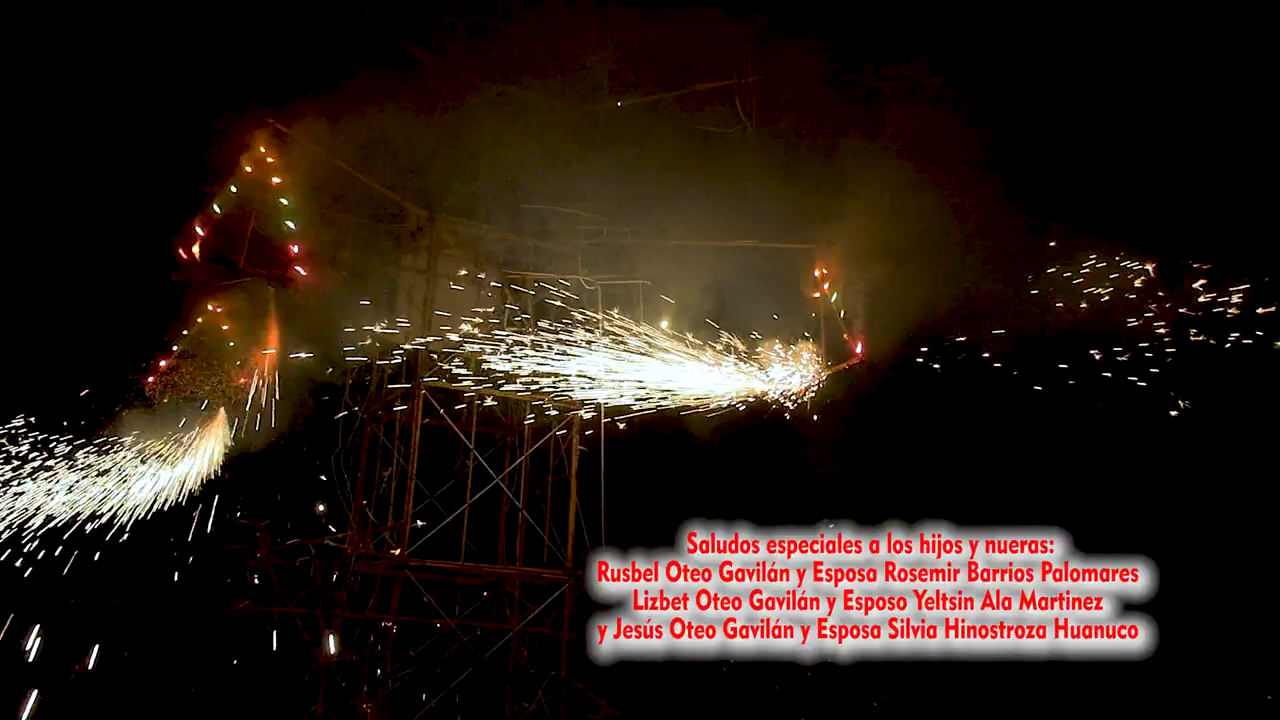 Saludos especiales a los hijos y nueras:
Rusbel Oteo Gavilán y Esposa Rosemir Barrios Palomares
Lizbet Oteo Gavilán y Esposo Yeltsin Ala Martinez
y Jesús Oteo Gavilán y Esposa Silvia Hinostroza Huanuco